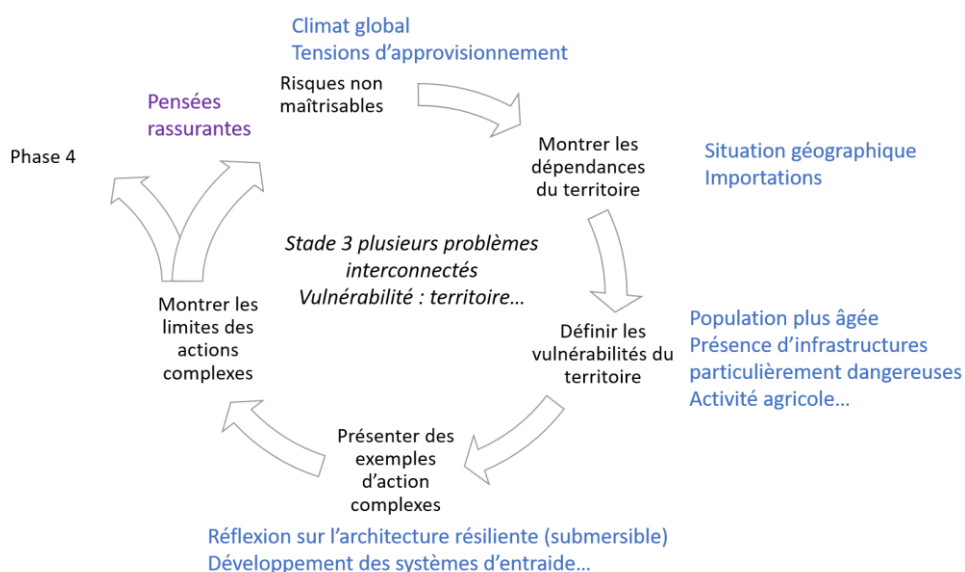 Climat global
Tensions d’approvisionnement
Risques non
maîtrisables
Pensées
rassurantes
Phase 4
Montrer les
dépendances
du territoire
Situation géographique
Importations
Stade 3 plusieurs problèmes
interconnectés
Vulnérabilité : territoire…
Montrer les
limites des
actions
complexes
Définir les
vulnérabilités du
territoire
Population plus âgée
Présence d’infrastructures
particulièrement dangereuses
Activité agricole…
Présenter des
exemples
d’action
complexes
Réflexion sur l’architecture résiliente (submersible)
Développement des systèmes d’entraide…